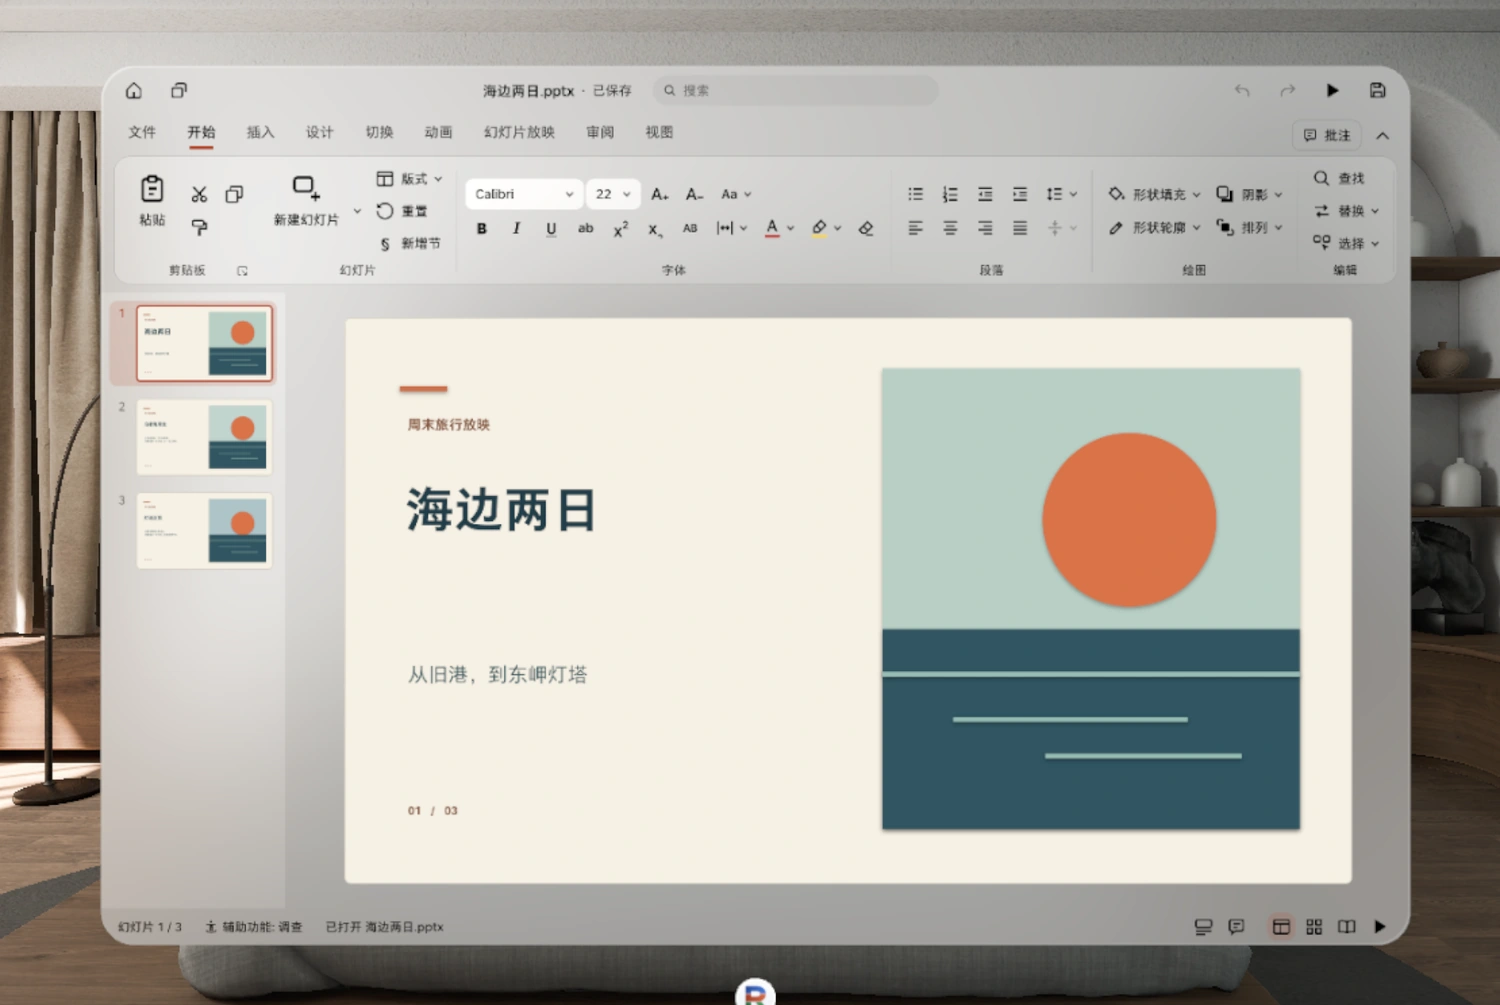 海边两日.pptx · 已保存
搜索
文件 开始 插入 设计 切换 动画 幻灯片放映 审阅 视图
批注
粘贴
新建幻灯片
版式
重置
§ 新增节
剪贴板
幻灯片
Calibri 22 A+ A- Aa
B I U ab x² x, AB A
字体
段落
形状填充 阴影
形状轮廓 排列
绘图
查找
替换
选择
编辑
1
海边两日
2
3
周末旅行放映
海边两日
从旧港，到东岬灯塔
01 / 03
幻灯片 1 / 3 辅助功能: 调查 已打开 海边两日.pptx
R